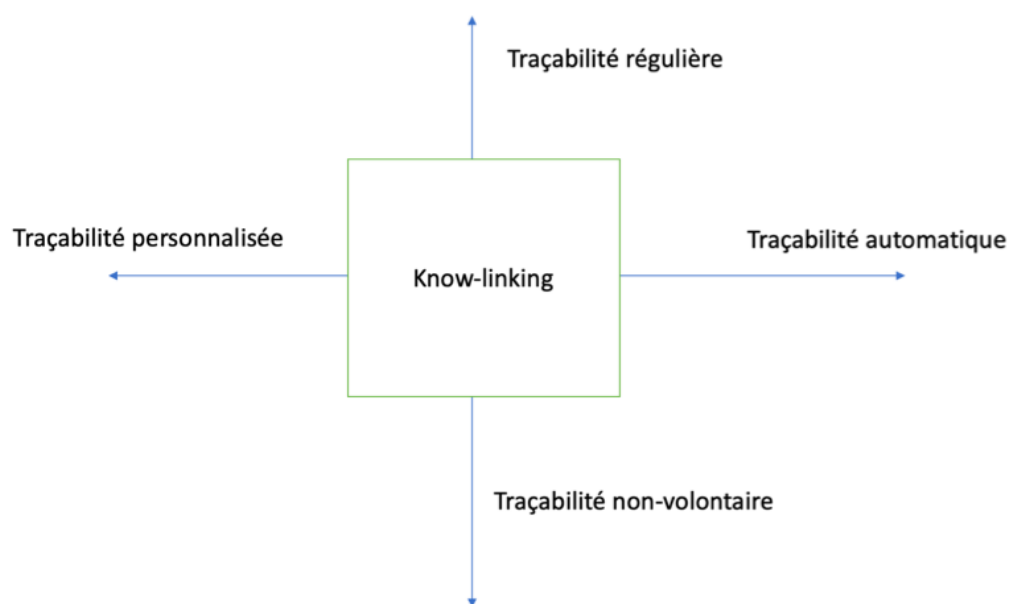 Traçabilité régulière
Traçabilité personnalisée
Traçabilité automatique
Know-linking
Traçabilité non-volontaire